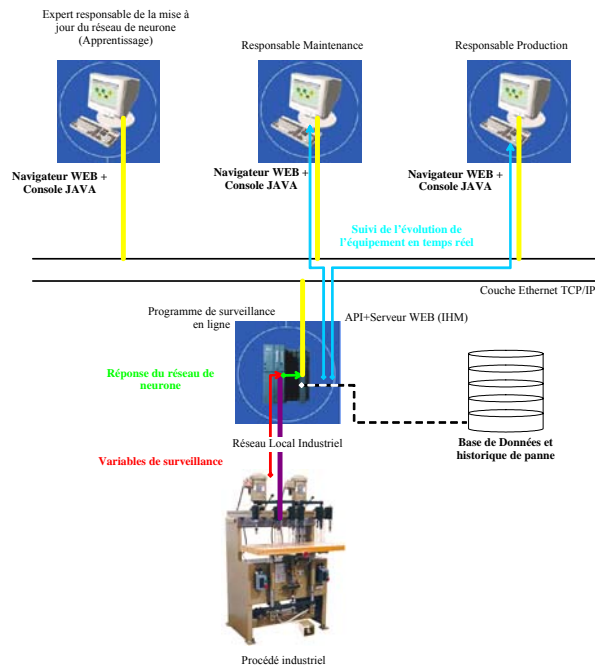 Expert responsable de la mise à
jour du réseau de neurone
(Apprentissage)
Responsable Maintenance
Responsable Production
Navigateur WEB +
Console JAVA
Navigateur WEB +
Console JAVA
Navigateur WEB +
Console JAVA
Suivi de l'évolution de
l'équipement en temps réel
Couche Ethernet TCP/IP
Programme de surveillance
en ligne
API+Serveur WEB (IHM)
Réponse du réseau de
neurone
Réseau Local Industriel
Base de Données et
historique de panne
Variables de surveillance
Procédé industriel